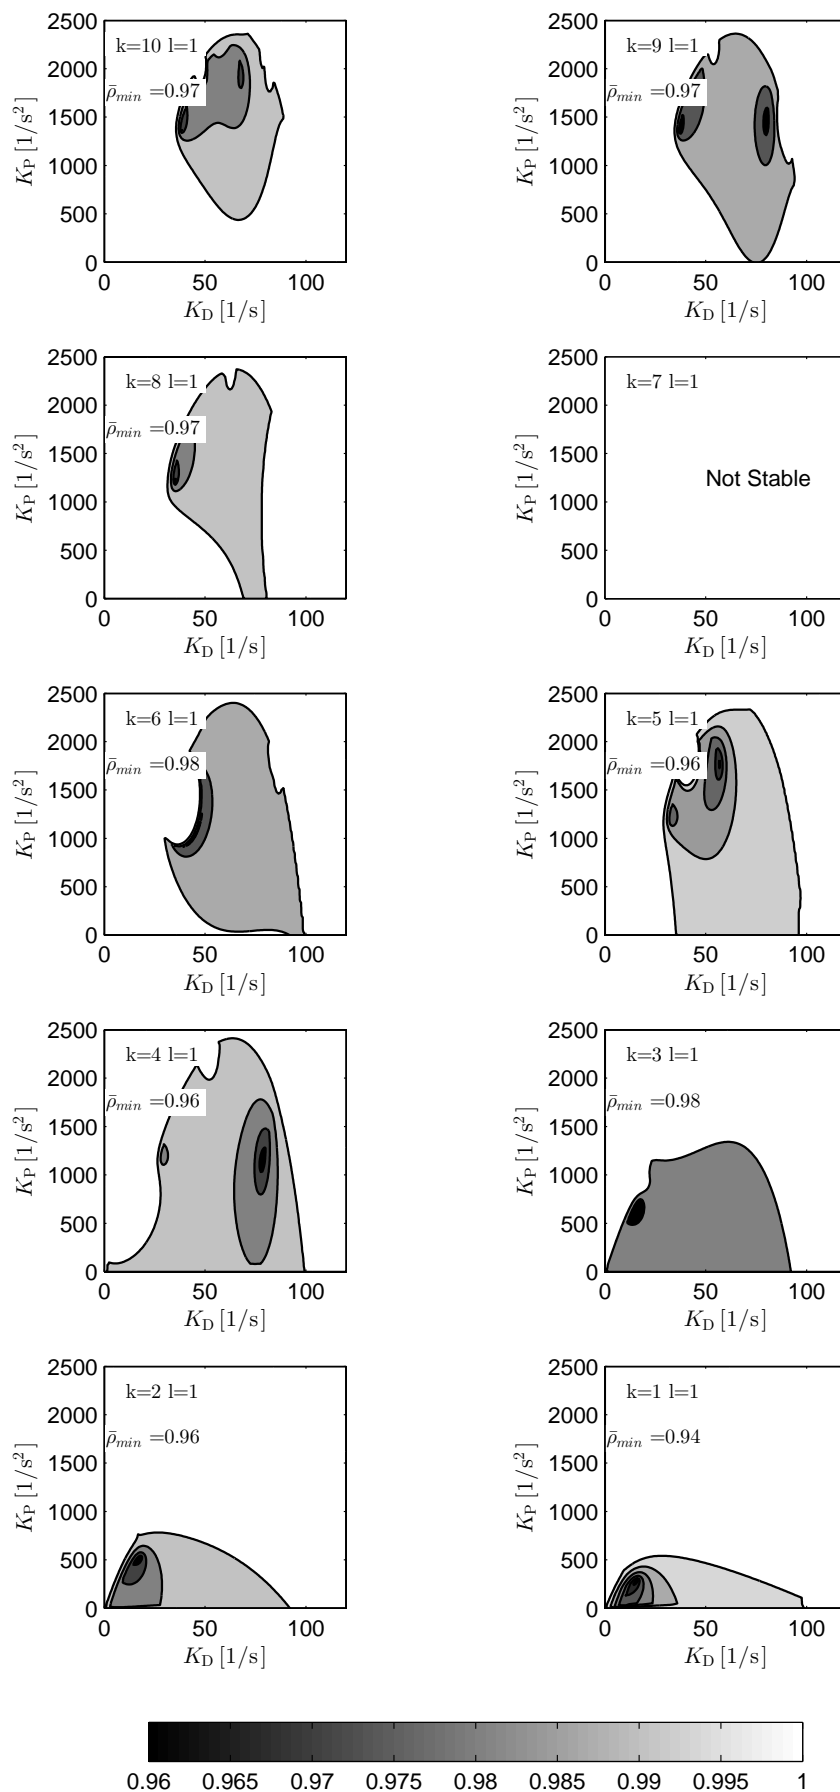 2500
2000
1500
1000
500
0
k=10 l=1
ρ̄min =0.97
0 50 100
KD [1/s]
KP [1/s²]
2500
2000
1500
1000
500
0
k=9 l=1
ρ̄min =0.97
0 50 100
KD [1/s]
KP [1/s²]
2500
2000
1500
1000
500
0
k=8 l=1
ρ̄min =0.97
0 50 100
KD [1/s]
KP [1/s²]
2500
2000
1500
1000
500
0
k=7 l=1
Not Stable
0 50 100
KD [1/s]
KP [1/s²]
2500
2000
1500
1000
500
0
k=6 l=1
ρ̄min =0.98
0 50 100
KD [1/s]
KP [1/s²]
2500
2000
1500
1000
500
0
k=5 l=1
ρ̄min =0.96
0 50 100
KD [1/s]
KP [1/s²]
2500
2000
1500
1000
500
0
k=4 l=1
ρ̄min =0.96
0 50 100
KD [1/s]
KP [1/s²]
2500
2000
1500
1000
500
0
k=3 l=1
ρ̄min =0.98
0 50 100
KD [1/s]
KP [1/s²]
2500
2000
1500
1000
500
0
k=2 l=1
ρ̄min =0.96
0 50 100
KD [1/s]
KP [1/s²]
2500
2000
1500
1000
500
0
k=1 l=1
ρ̄min =0.94
0 50 100
KD [1/s]
KP [1/s²]
0.96 0.965 0.97 0.975 0.98 0.985 0.99 0.995 1